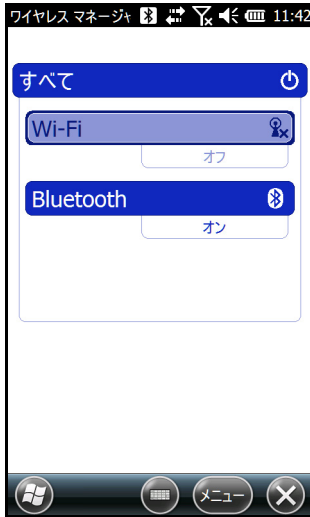 ワイヤレス マネージャ 11:42
すべて
Wi-Fi
オフ
Bluetooth
オン
メニュー